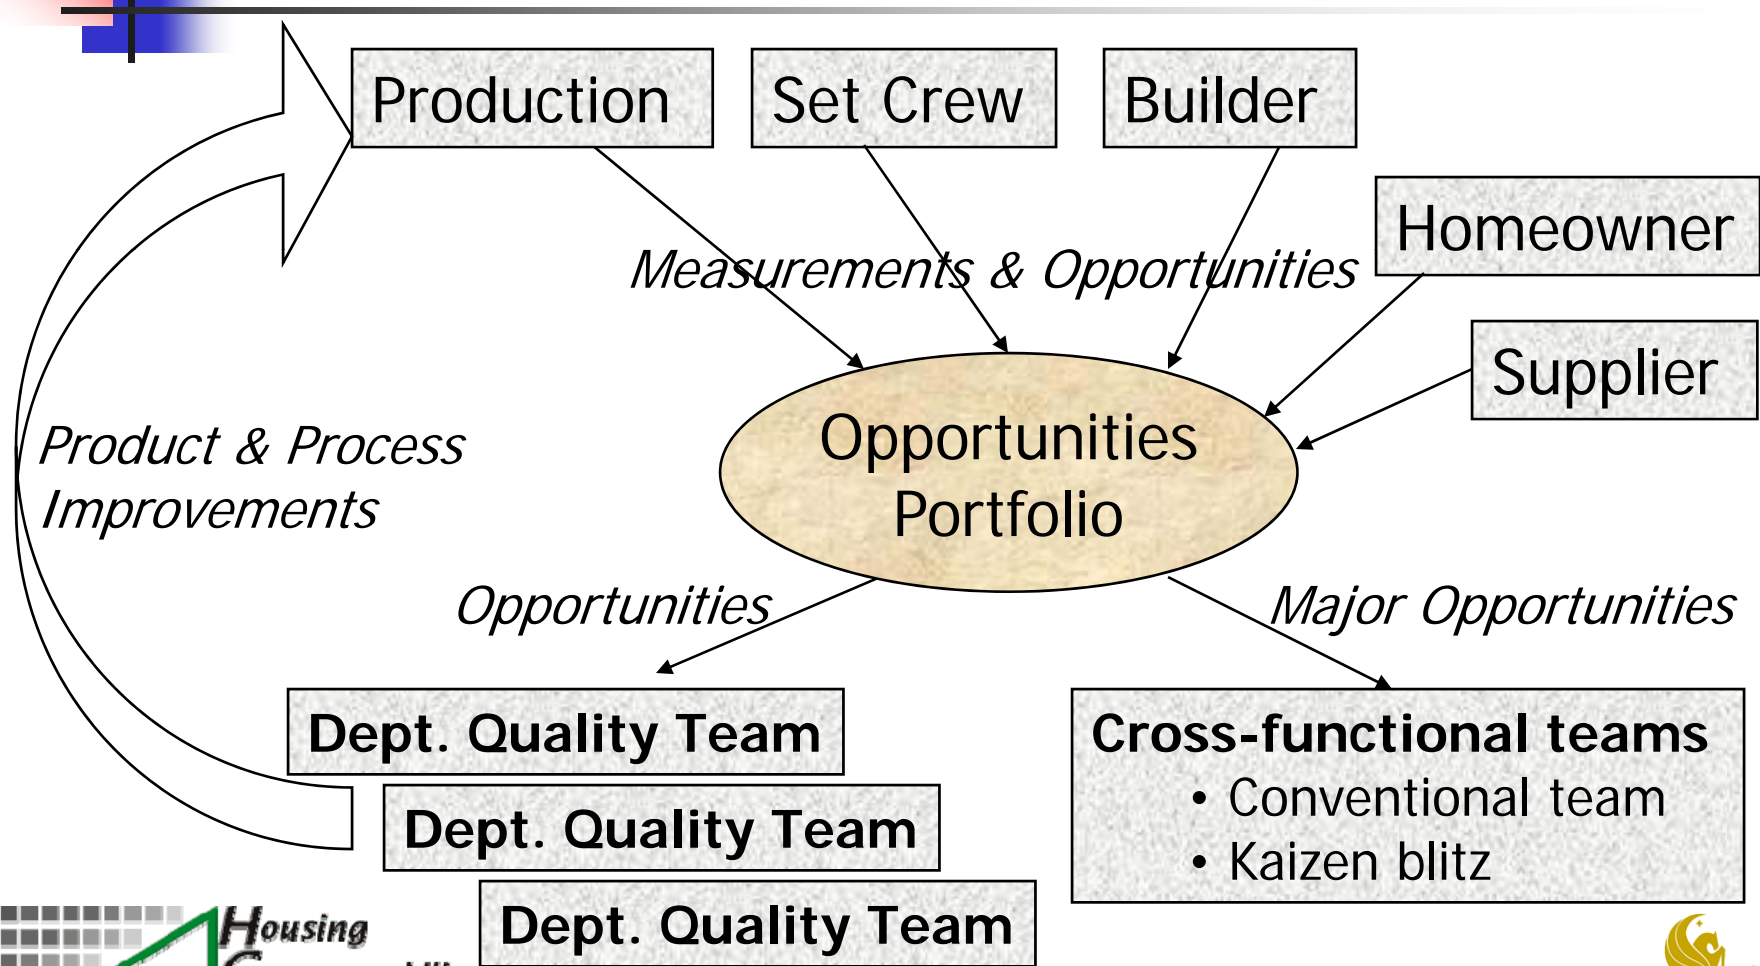 Production
Set Crew
Builder
Homeowner
Measurements & Opportunities
Supplier
Opportunities
Portfolio
Product & Process
Improvements
Opportunities
Major Opportunities
Dept. Quality Team
Dept. Quality Team
Dept. Quality Team
Cross-functional teams
• Conventional team
• Kaizen blitz
Housing